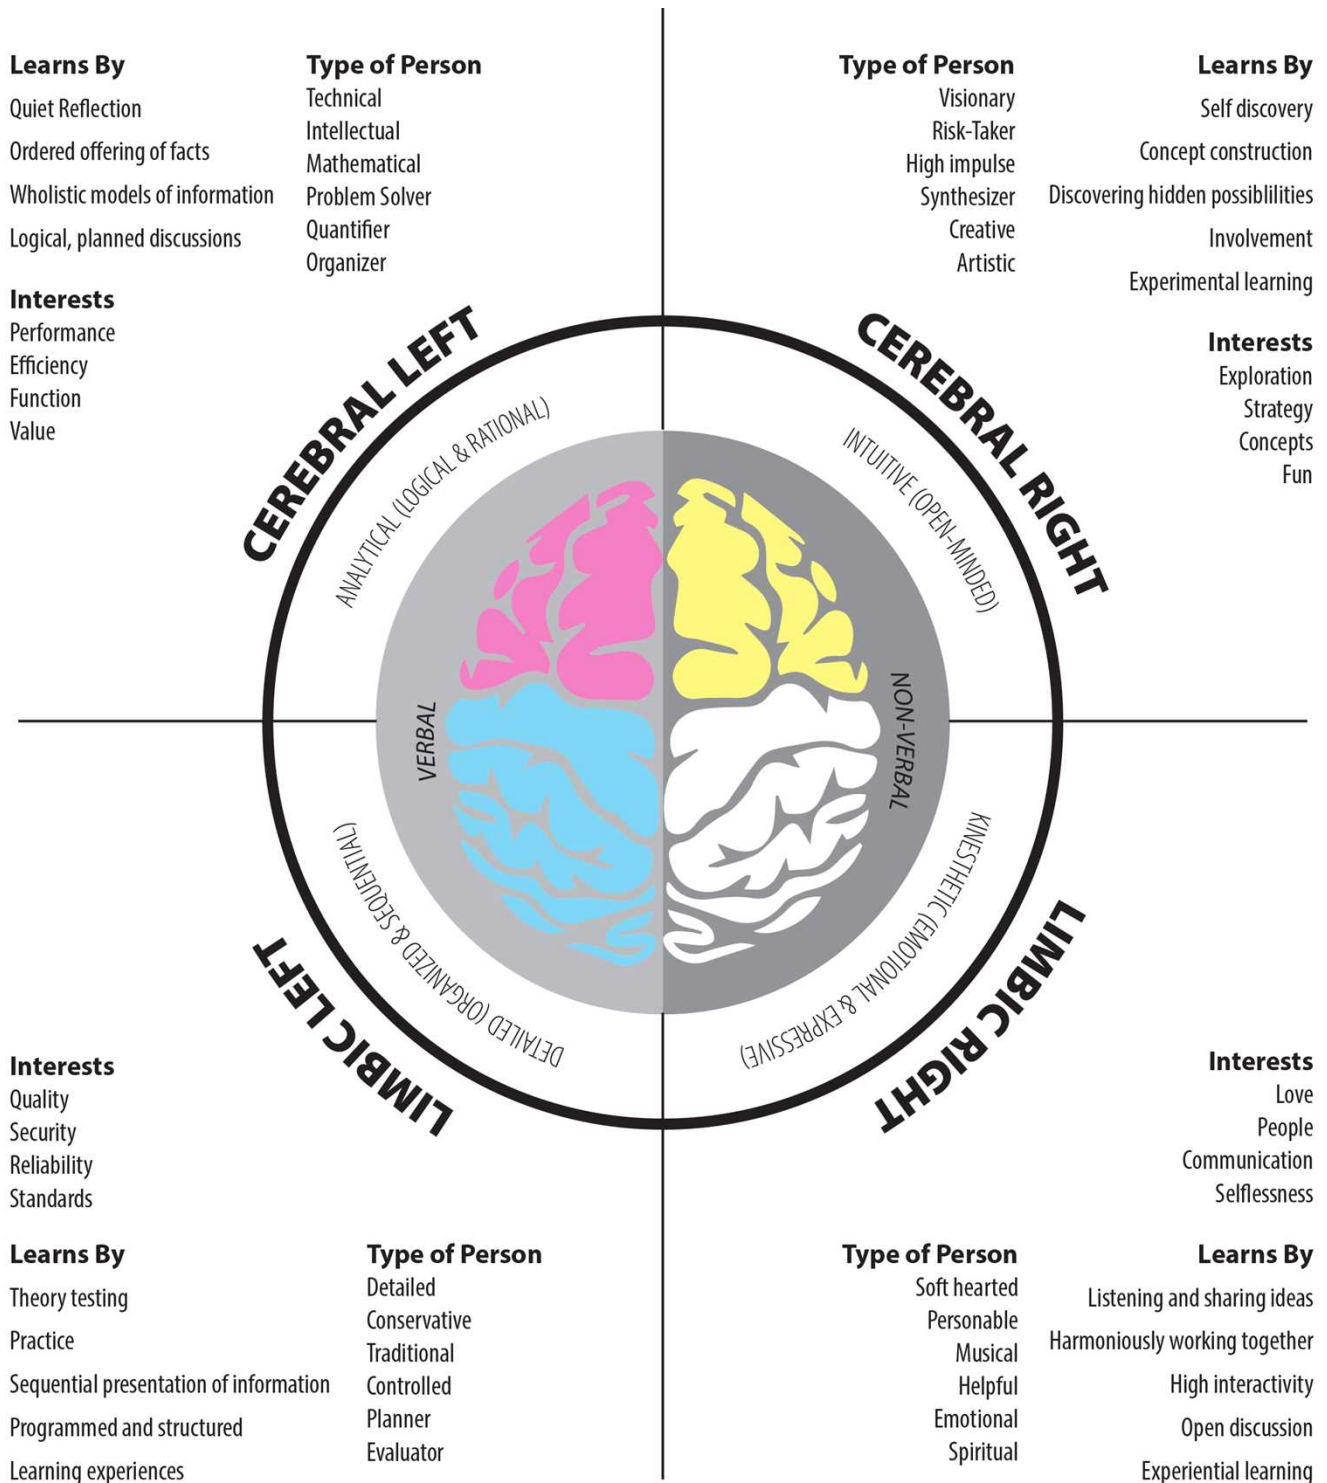 Learns By
Quiet Reflection
Ordered offering of facts
Wholistic models of information
Logical, planned discussions
Type of Person
Technical
Intellectual
Mathematical
Problem Solver
Quantifier
Organizer
Interests
Performance
Efficiency
Function
Value
Type of Person
Visionary
Risk-Taker
High impulse
Synthesizer
Creative
Artistic
Learns By
Self discovery
Concept construction
Discovering hidden possiblilities
Involvement
Experimental learning
Interests
Exploration
Strategy
Concepts
Fun
CEREBRAL LEFT
ANALYTICAL (LOGICAL & RATIONAL)
CEREBRAL RIGHT
INTUITIVE (OPEN-MINDED)
VERBAL
NON-VERBAL
DETAILED (ORGANIZED & SEQUENTIAL)
LIMBIC LEFT
KINESTHETIC (EMOTIONAL & EXPRESSIVE)
LIMBIC RIGHT
Interests
Quality
Security
Reliability
Standards
Learns By
Theory testing
Practice
Sequential presentation of information
Programmed and structured
Learning experiences
Type of Person
Detailed
Conservative
Traditional
Controlled
Planner
Evaluator
Interests
Love
People
Communication
Selflessness
Type of Person
Soft hearted
Personable
Musical
Helpful
Emotional
Spiritual
Learns By
Listening and sharing ideas
Harmoniously working together
High interactivity
Open discussion
Experiential learning